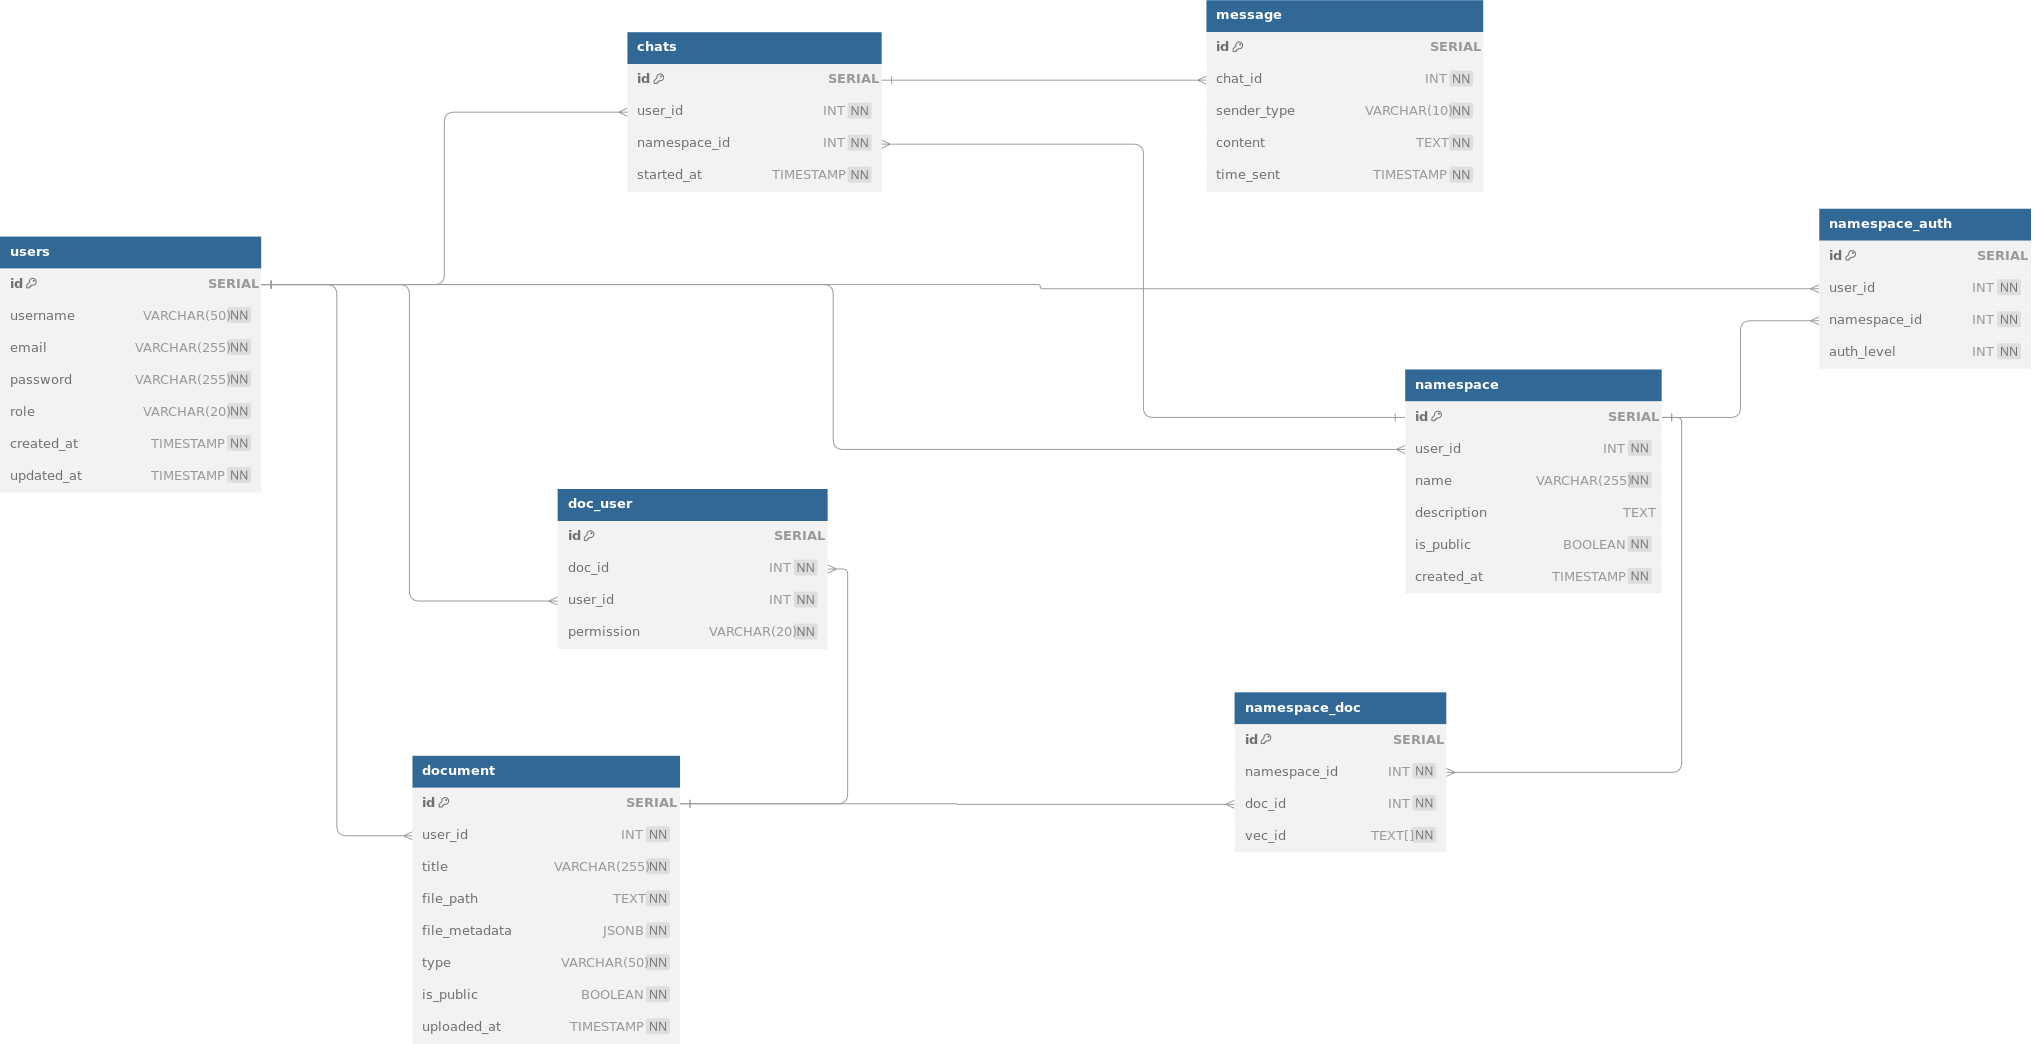 message
id SERIAL
chat_id INT NN
sender_type VARCHAR(10) NN
content TEXT NN
time_sent TIMESTAMP NN
chats
id SERIAL
user_id INT NN
namespace_id INT NN
started_at TIMESTAMP NN
namespace_auth
id SERIAL
user_id INT NN
namespace_id INT NN
auth_level INT NN
users
id SERIAL
username VARCHAR(50) NN
email VARCHAR(255) NN
password VARCHAR(255) NN
role VARCHAR(20) NN
created_at TIMESTAMP NN
updated_at TIMESTAMP NN
namespace
id SERIAL
user_id INT NN
name VARCHAR(255) NN
description TEXT
is_public BOOLEAN NN
created_at TIMESTAMP NN
doc_user
id SERIAL
doc_id INT NN
user_id INT NN
permission VARCHAR(20) NN
namespace_doc
id SERIAL
namespace_id INT NN
doc_id INT NN
vec_id TEXT[] NN
document
id SERIAL
user_id INT NN
title VARCHAR(255) NN
file_path TEXT NN
file_metadata JSONB NN
type VARCHAR(50) NN
is_public BOOLEAN NN
uploaded_at TIMESTAMP NN